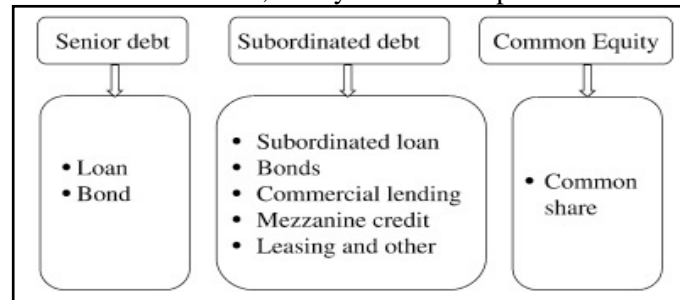 Senior debt
Subordinated debt
Common Equity
• Loan
• Bond
• Subordinated loan
• Bonds
• Commercial lending
• Mezzanine credit
• Leasing and other
• Common
share